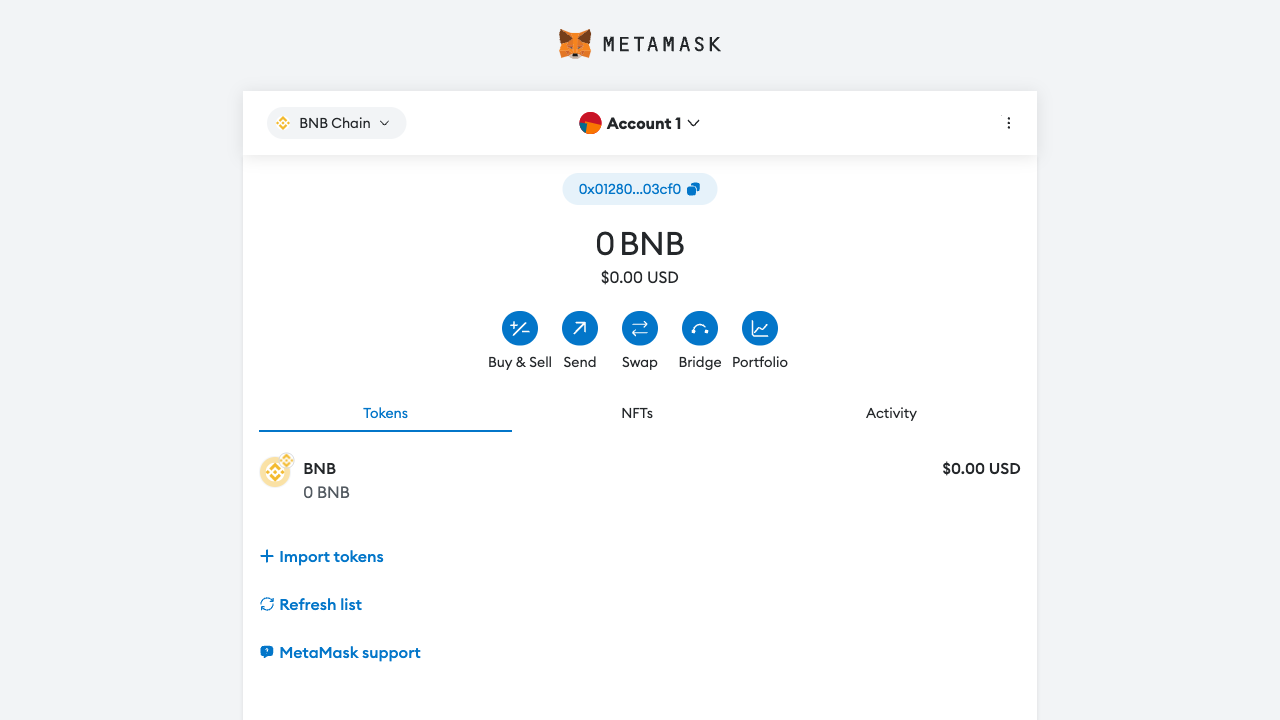 METAMASK
BNB Chain
Account 1
0x01280...03cf0
0 BNB
$0.00 USD
Buy & Sell
Send
Swap
Bridge
Portfolio
Tokens
NFTs
Activity
BNB
$0.00 USD
0 BNB
Import tokens
Refresh list
MetaMask support